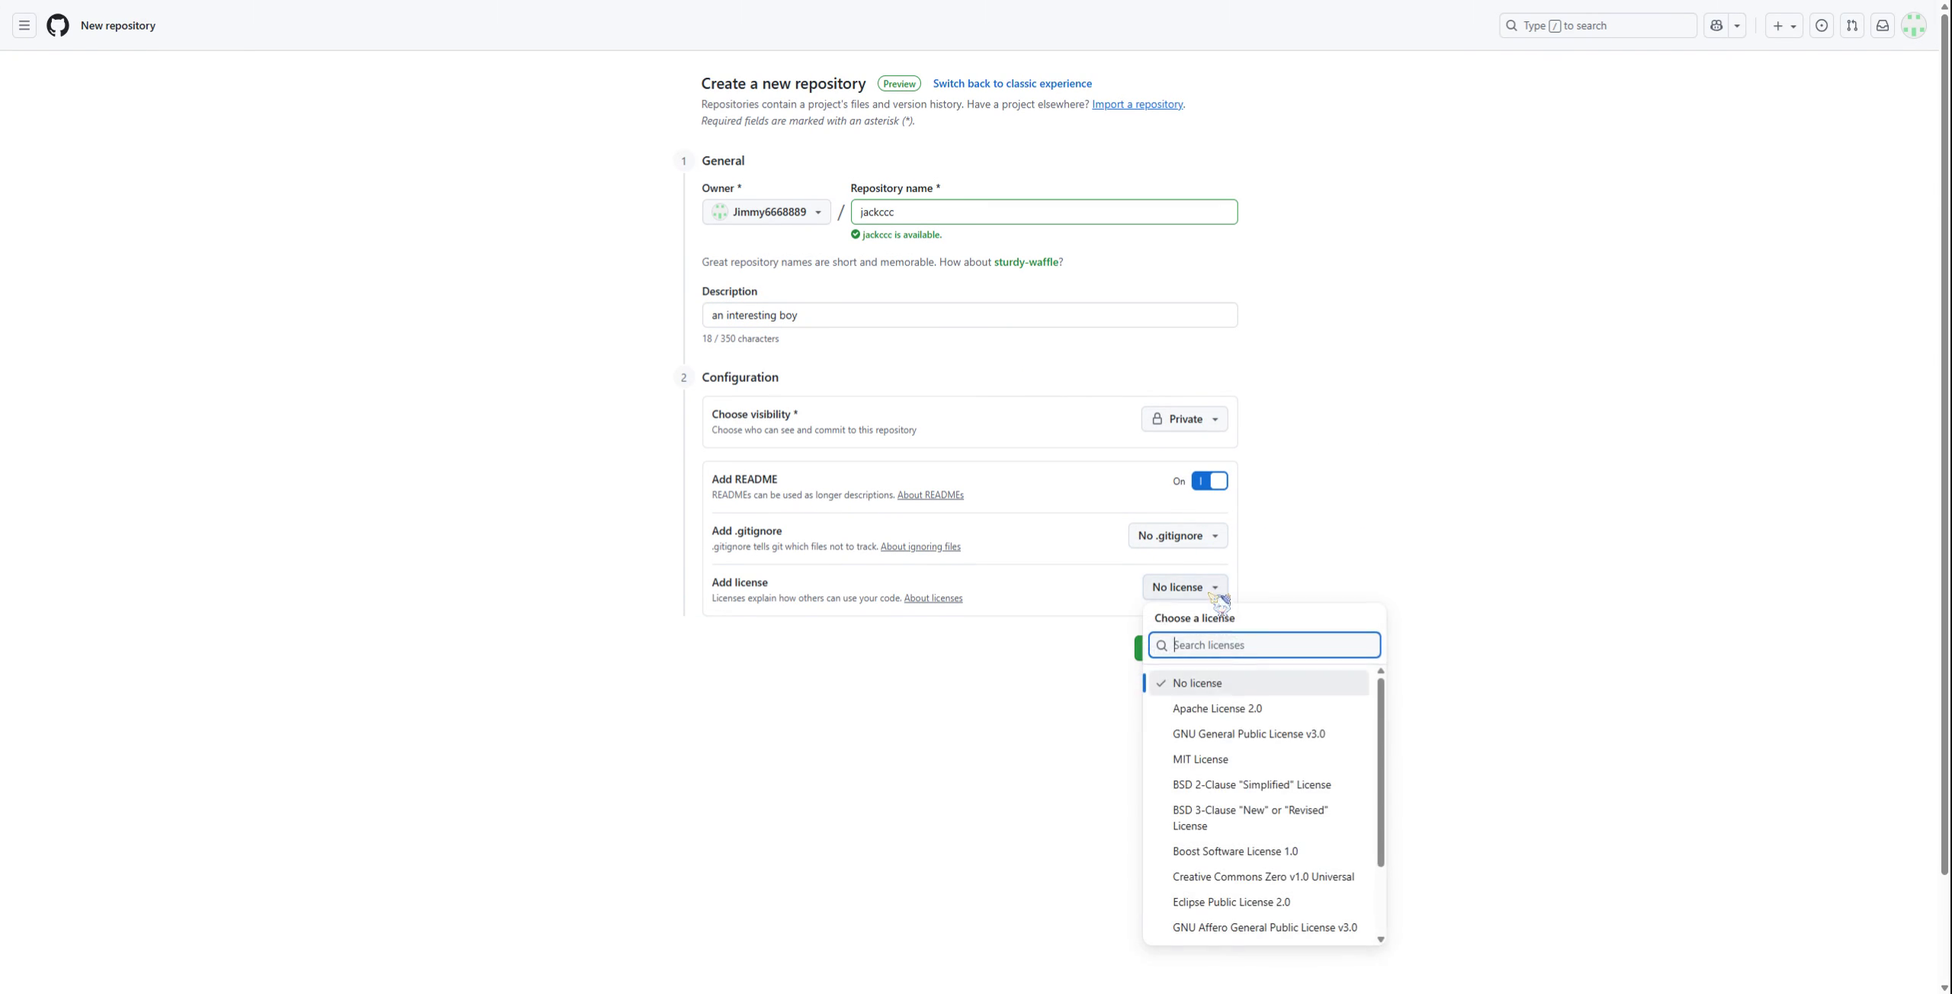 New repository
Type / to search
Create a new repository Preview Switch back to classic experience
Repositories contain a project's files and version history. Have a project elsewhere? Import a repository.
Required fields are marked with an asterisk (*).
1 General
Owner * Repository name *
Jimmy6668889 / jackccc
jackccc is available.
Great repository names are short and memorable. How about sturdy-waffle?
Description
an interesting boy
18 / 350 characters
2 Configuration
Choose visibility *
Private
Choose who can see and commit to this repository
Add README
On
READMEs can be used as longer descriptions. About READMEs
Add .gitignore
No .gitignore
.gitignore tells git which files not to track. About ignoring files
Add license
No license
Licenses explain how others can use your code. About licenses
Choose a license
Search licenses
No license
Apache License 2.0
GNU General Public License v3.0
MIT License
BSD 2-Clause "Simplified" License
BSD 3-Clause "New" or "Revised"
License
Boost Software License 1.0
Creative Commons Zero v1.0 Universal
Eclipse Public License 2.0
GNU Affero General Public License v3.0